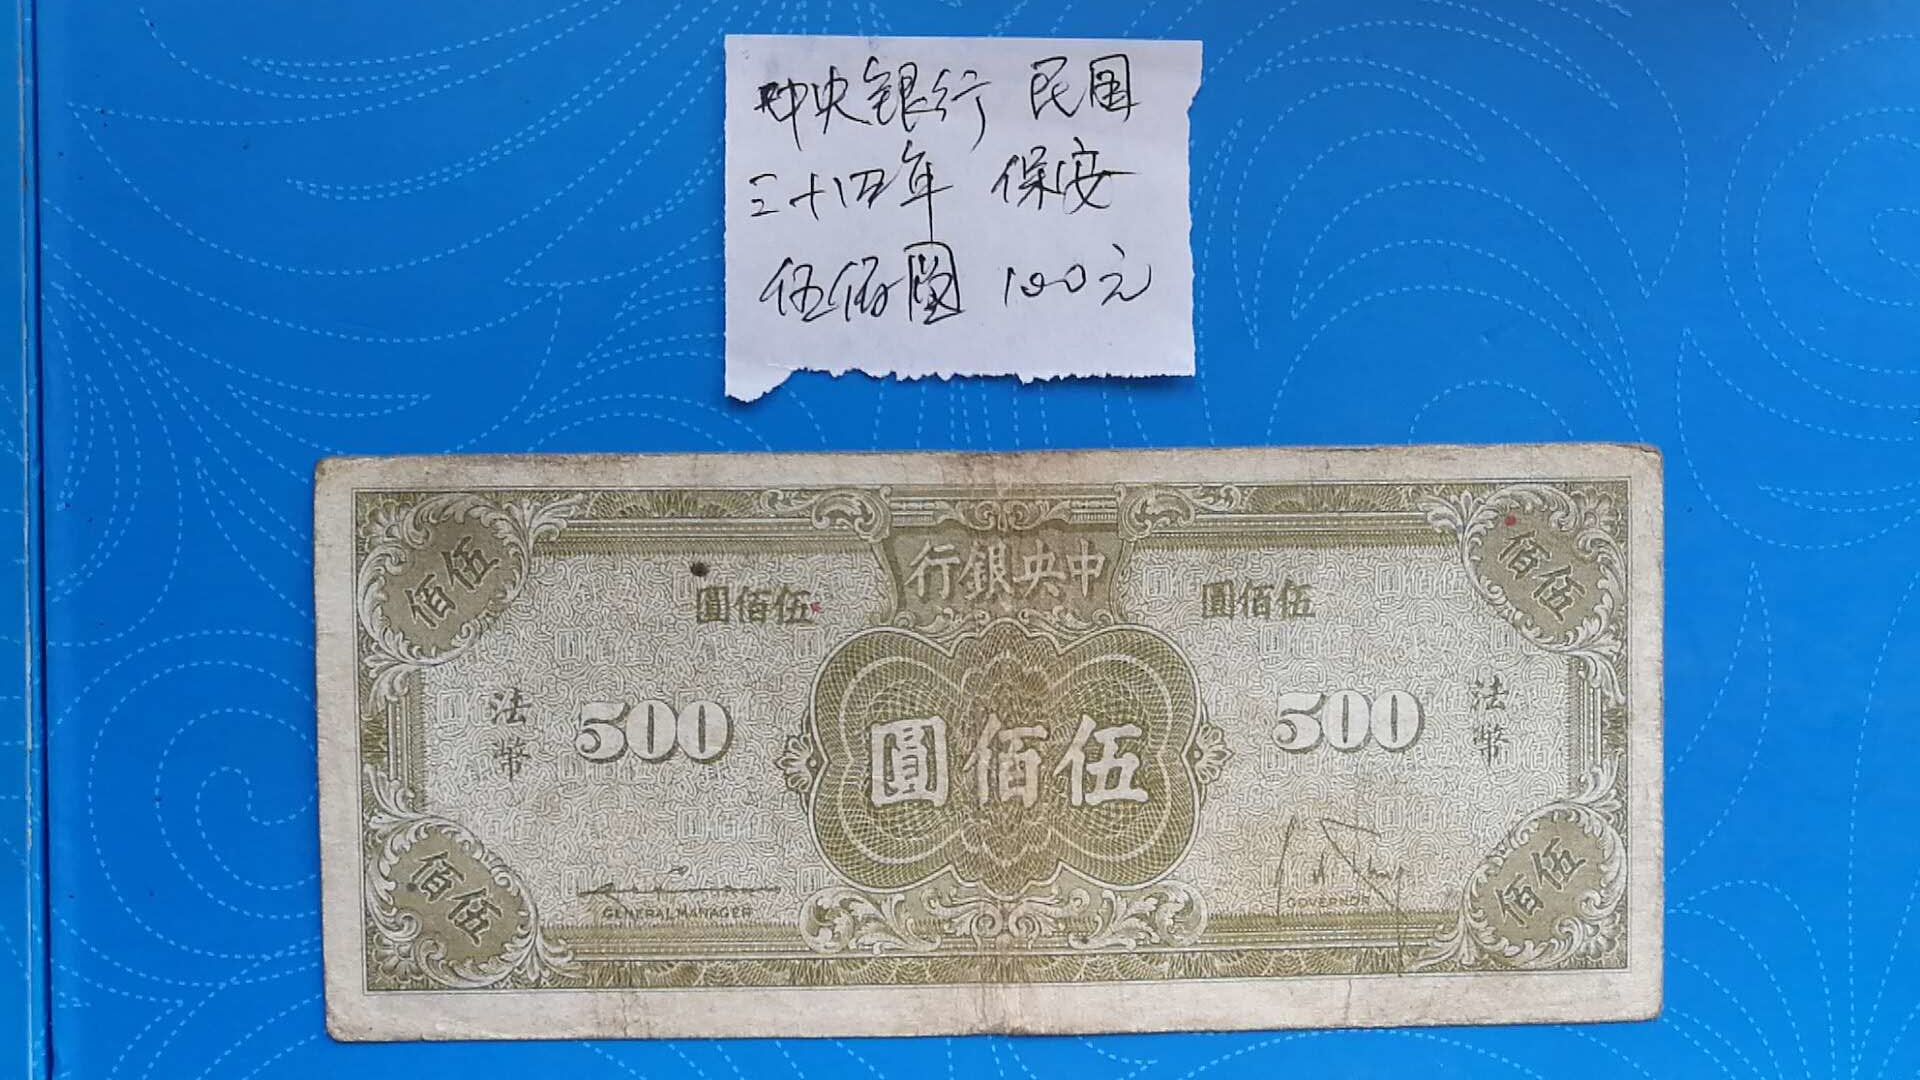 中央银行 民国
三十四年 保安
伍佰圆 100元
行銀央中
佰伍
佰伍
圓佰伍
圓佰伍
法幣
500
圓佰伍
500
法幣
佰伍
GENERAL MANAGER
GOVERNOR
佰伍